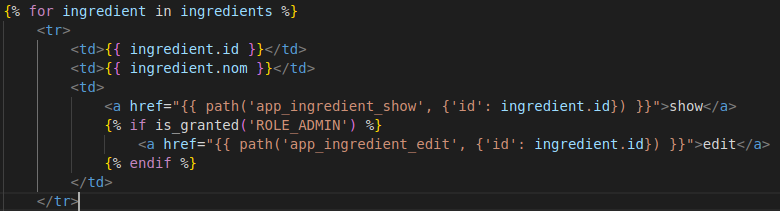 {% for ingredient in ingredients %}
<tr>
<td>{{ ingredient.id }}</td>
<td>{{ ingredient.nom }}</td>
<td>
<a href="{{ path('app_ingredient_show', {'id': ingredient.id}) }}">show</a>
{% if is_granted('ROLE_ADMIN') %}
<a href="{{ path('app_ingredient_edit', {'id': ingredient.id}) }}">edit</a>
{% endif %}
</td>
</tr>